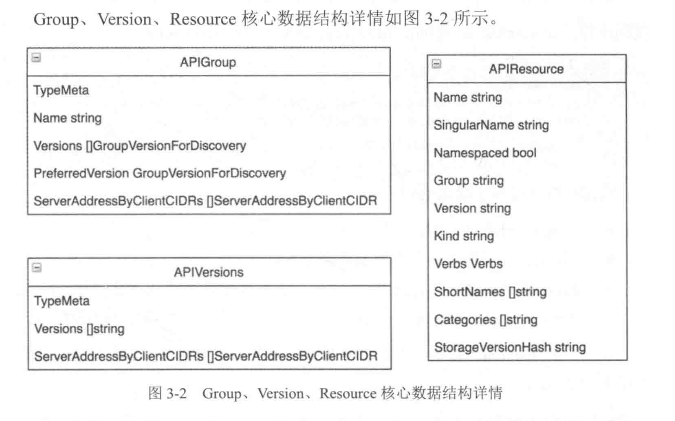 Group、Version、Resource 核心数据结构详情如图 3-2 所示。
APIGroup
TypeMeta
Name string
Versions []GroupVersionForDiscovery
PreferredVersion GroupVersionForDiscovery
ServerAddressByClientCIDRs []ServerAddressByClientCIDR
APIVersions
TypeMeta
Versions []string
ServerAddressByClientCIDRs []ServerAddressByClientCIDR
APIResource
Name string
SingularName string
Namespaced bool
Group string
Version string
Kind string
Verbs Verbs
ShortNames []string
Categories []string
StorageVersionHash string
图 3-2 Group、Version、Resource 核心数据结构详情